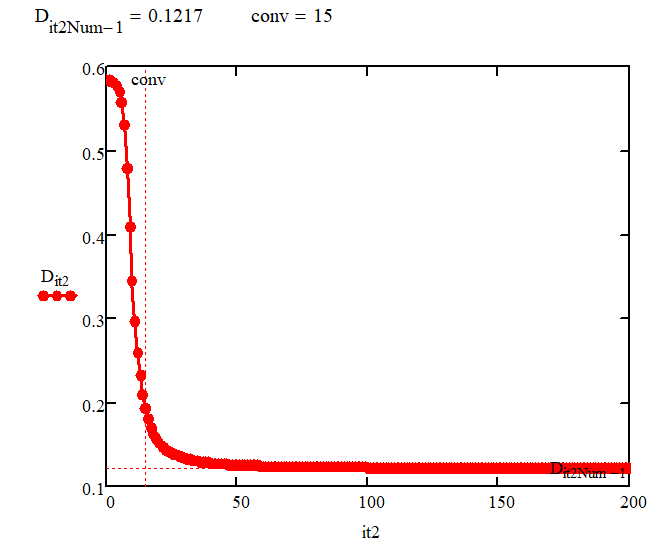 D_it2Num−1 = 0.1217 conv = 15
0.6
conv
0.5
0.4
D_it2
0.3
0.2
D_it2Num−1
0.1
0 50 100 150 200
it2